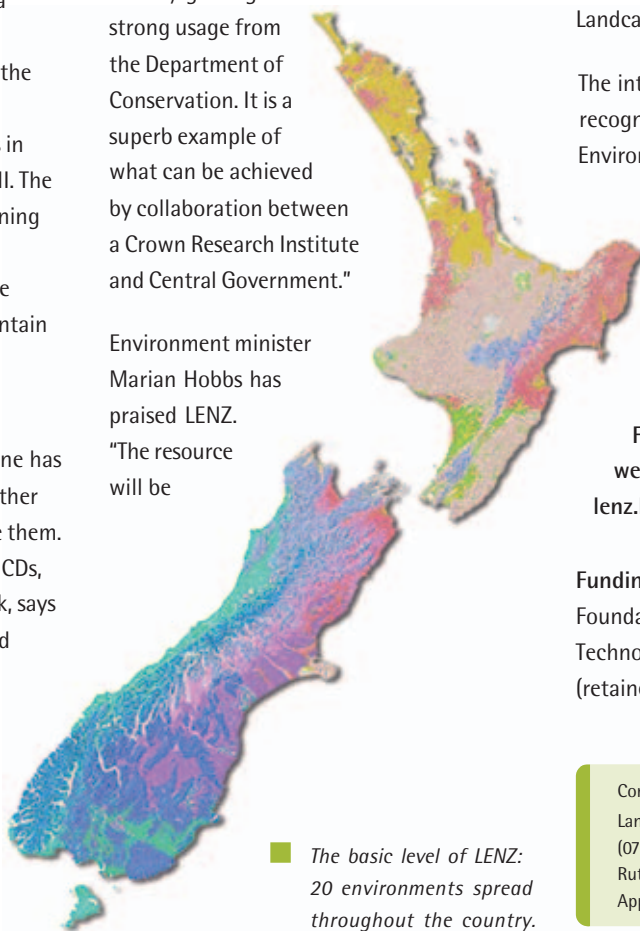 the
in
ll. The
ning
e
ntain
ne has
ther
e them.
CDs,
k, says
d
strong usage from
the Department of
Conservation. It is a
superb example of
what can be achieved
by collaboration between
a Crown Research Institute
and Central Government.”
Environment minister
Marian Hobbs has
praised LENZ.
“The resource
will be
The basic level of LENZ:
20 environments spread
throughout the country.
Landca
The int
recogn
Environ
F
we
lenz.
Fundin
Founda
Techno
(retaine
Cor
Lan
(07
Rut
App